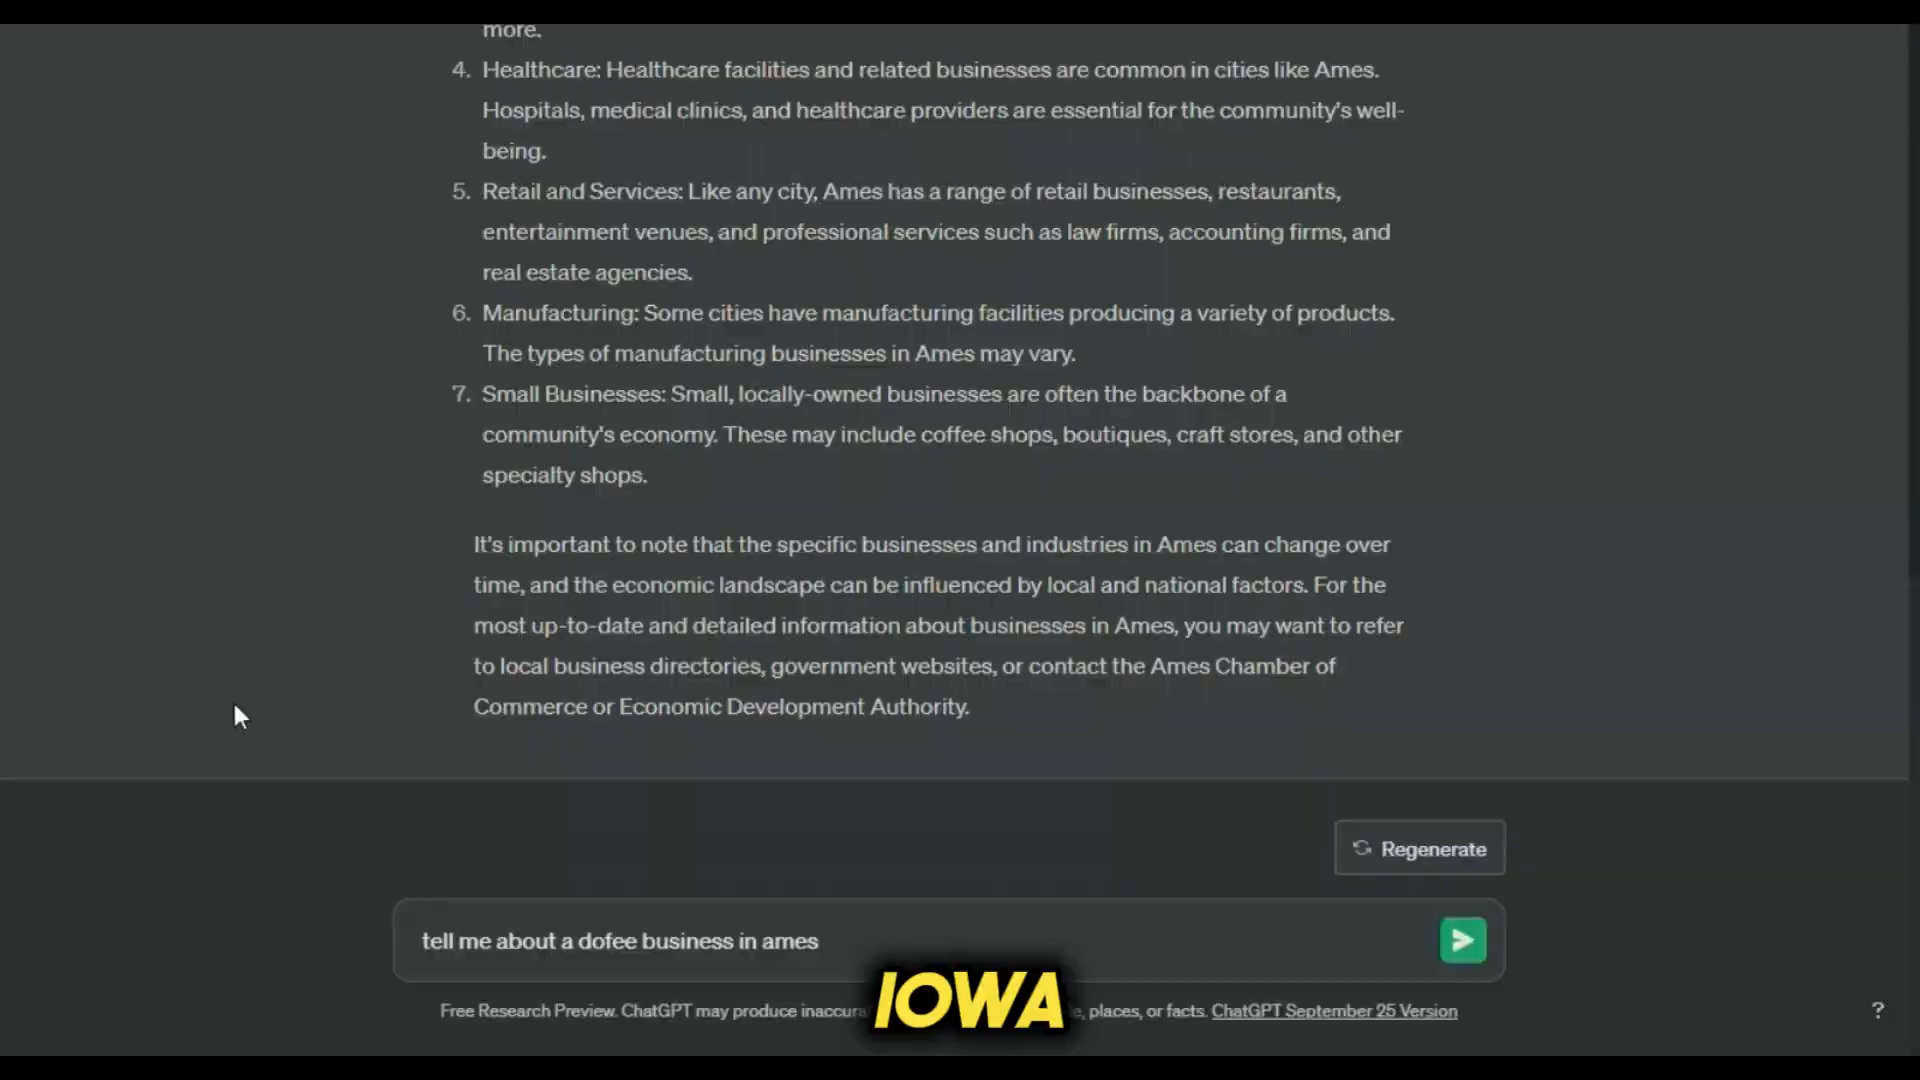 more.
4. Healthcare: Healthcare facilities and related businesses are common in cities like Ames.
Hospitals, medical clinics, and healthcare providers are essential for the community's well-
being.
5. Retail and Services: Like any city, Ames has a range of retail businesses, restaurants,
entertainment venues, and professional services such as law firms, accounting firms, and
real estate agencies.
6. Manufacturing: Some cities have manufacturing facilities producing a variety of products.
The types of manufacturing businesses in Ames may vary.
7. Small Businesses: Small, locally-owned businesses are often the backbone of a
community's economy. These may include coffee shops, boutiques, craft stores, and other
specialty shops.
It's important to note that the specific businesses and industries in Ames can change over
time, and the economic landscape can be influenced by local and national factors. For the
most up-to-date and detailed information about businesses in Ames, you may want to refer
to local business directories, government websites, or contact the Ames Chamber of
Commerce or Economic Development Authority.
Regenerate
tell me about a dofee business in ames
IOWA
Free Research Preview. ChatGPT may produce places, or facts. ChatGPT September 25 Version
?